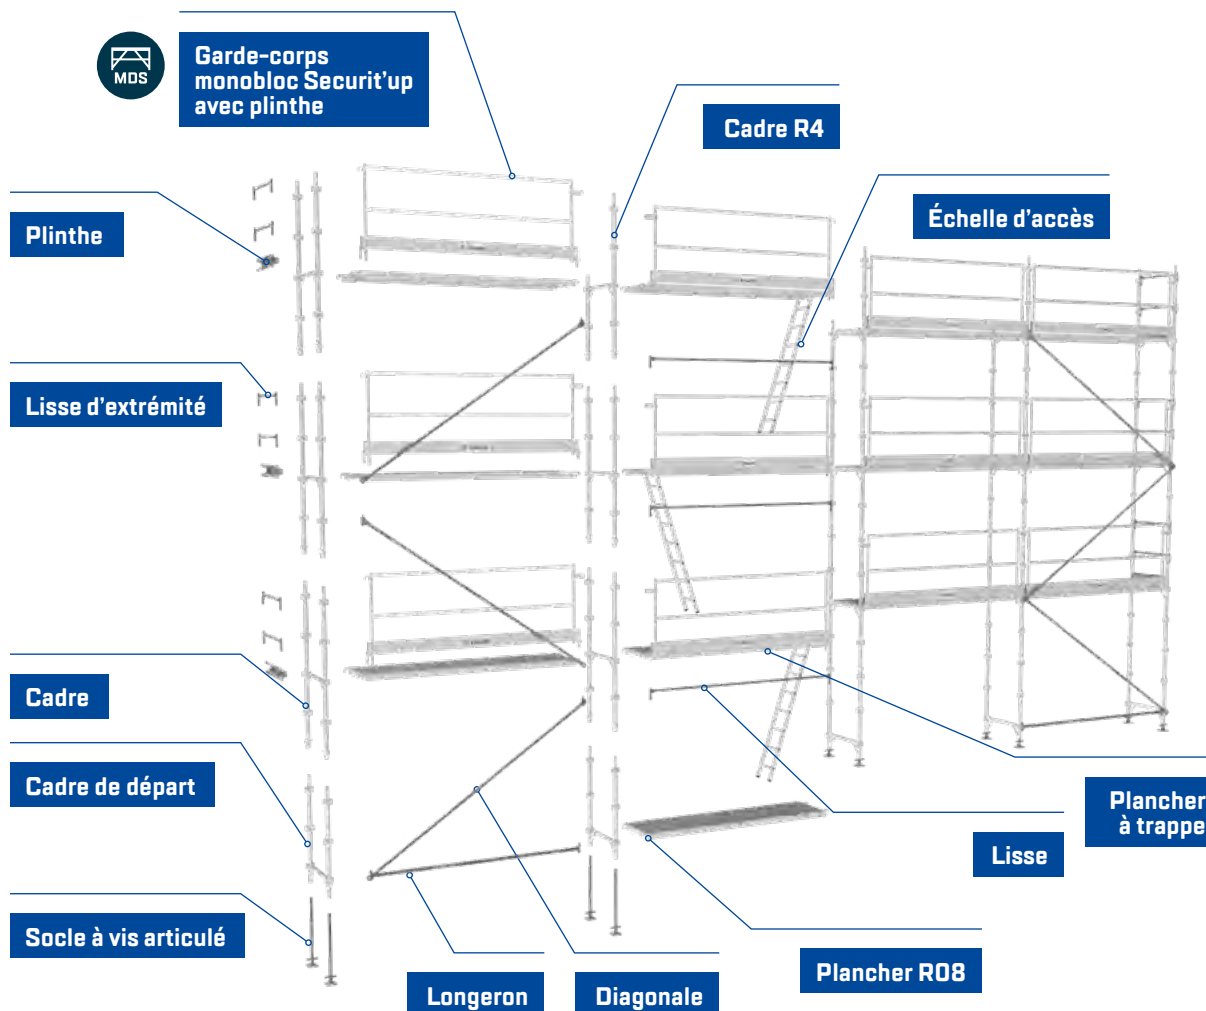 MDS
Garde-corps
monobloc Securit'up
avec plinthe
Cadre R4
Échelle d'accès
Plinthe
Lisse d'extrémité
Cadre
Cadre de départ
Plancher
à trappe
Lisse
Socle à vis articulé
Plancher R08
Longeron
Diagonale